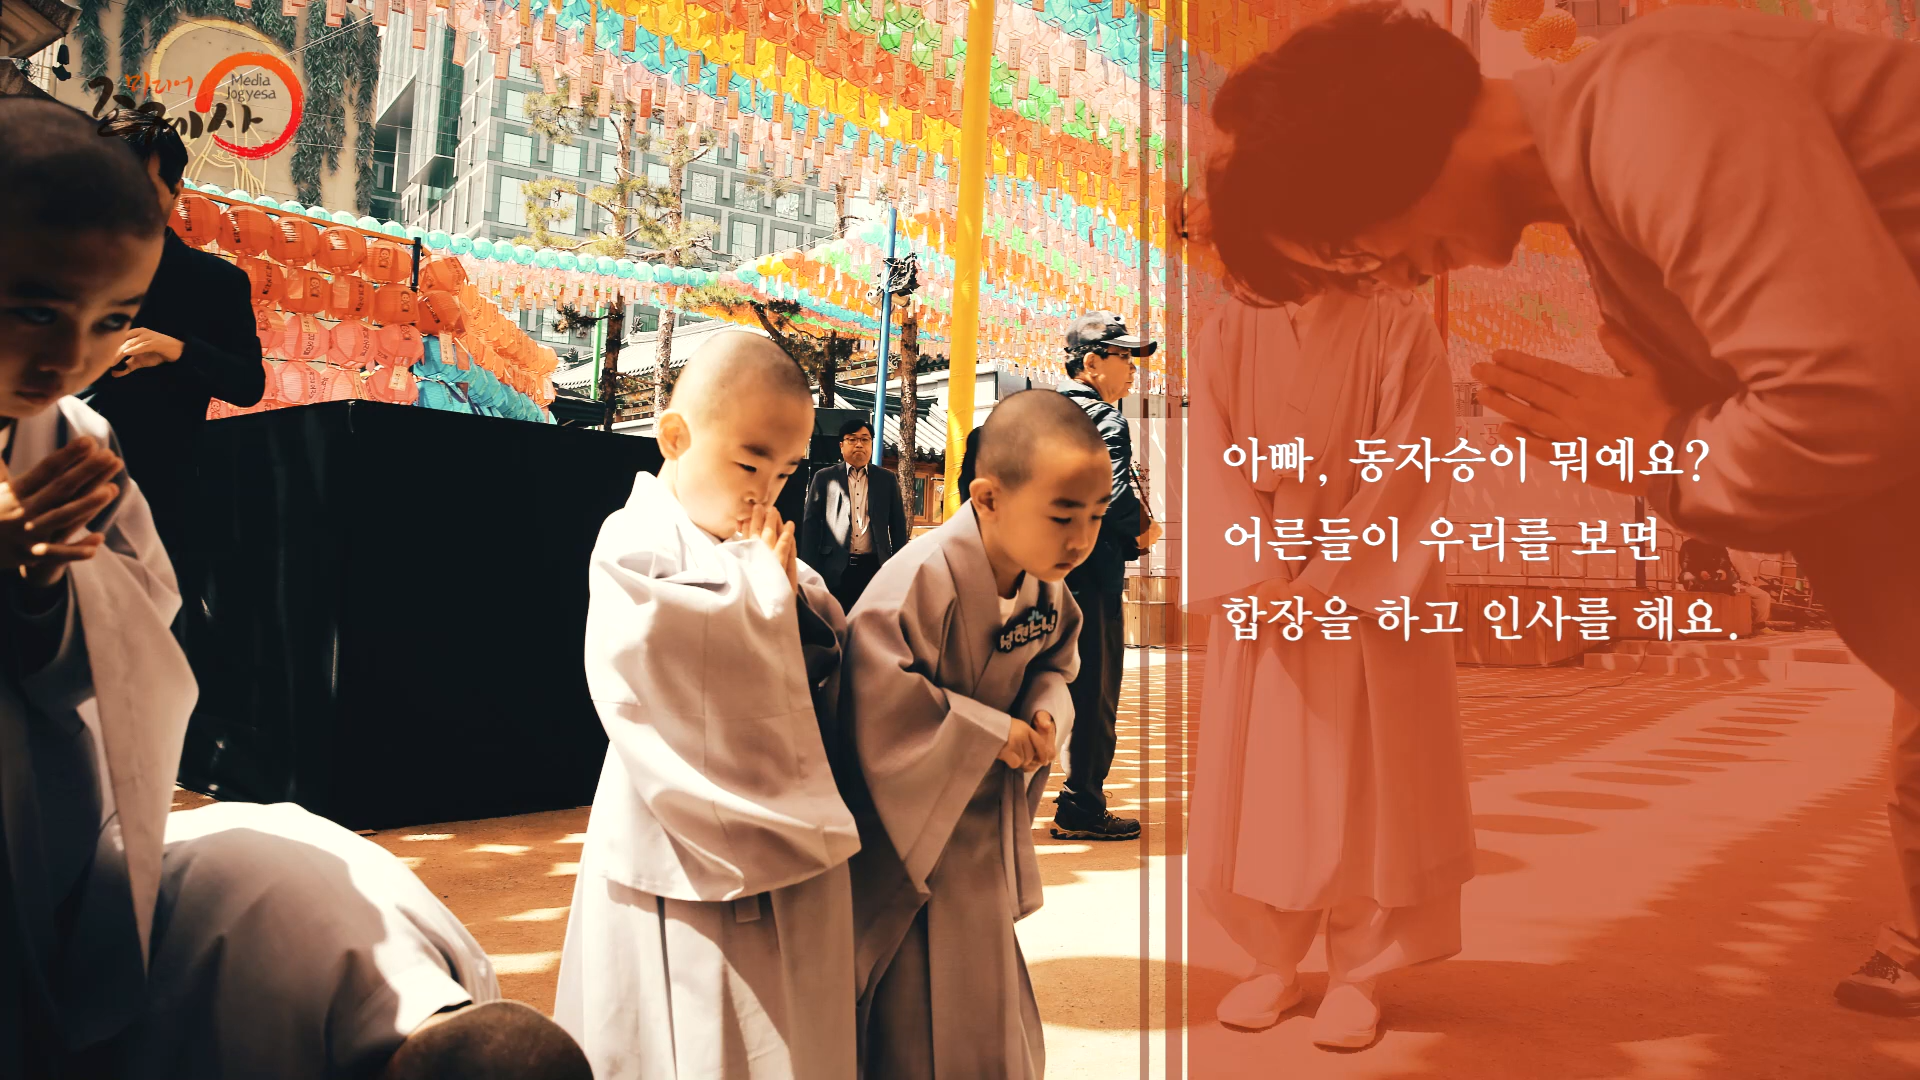 미디어
조계사
Media
Jogyesa
아빠, 동자승이 뭐예요?
어른들이 우리를 보면
합장을 하고 인사를 해요.